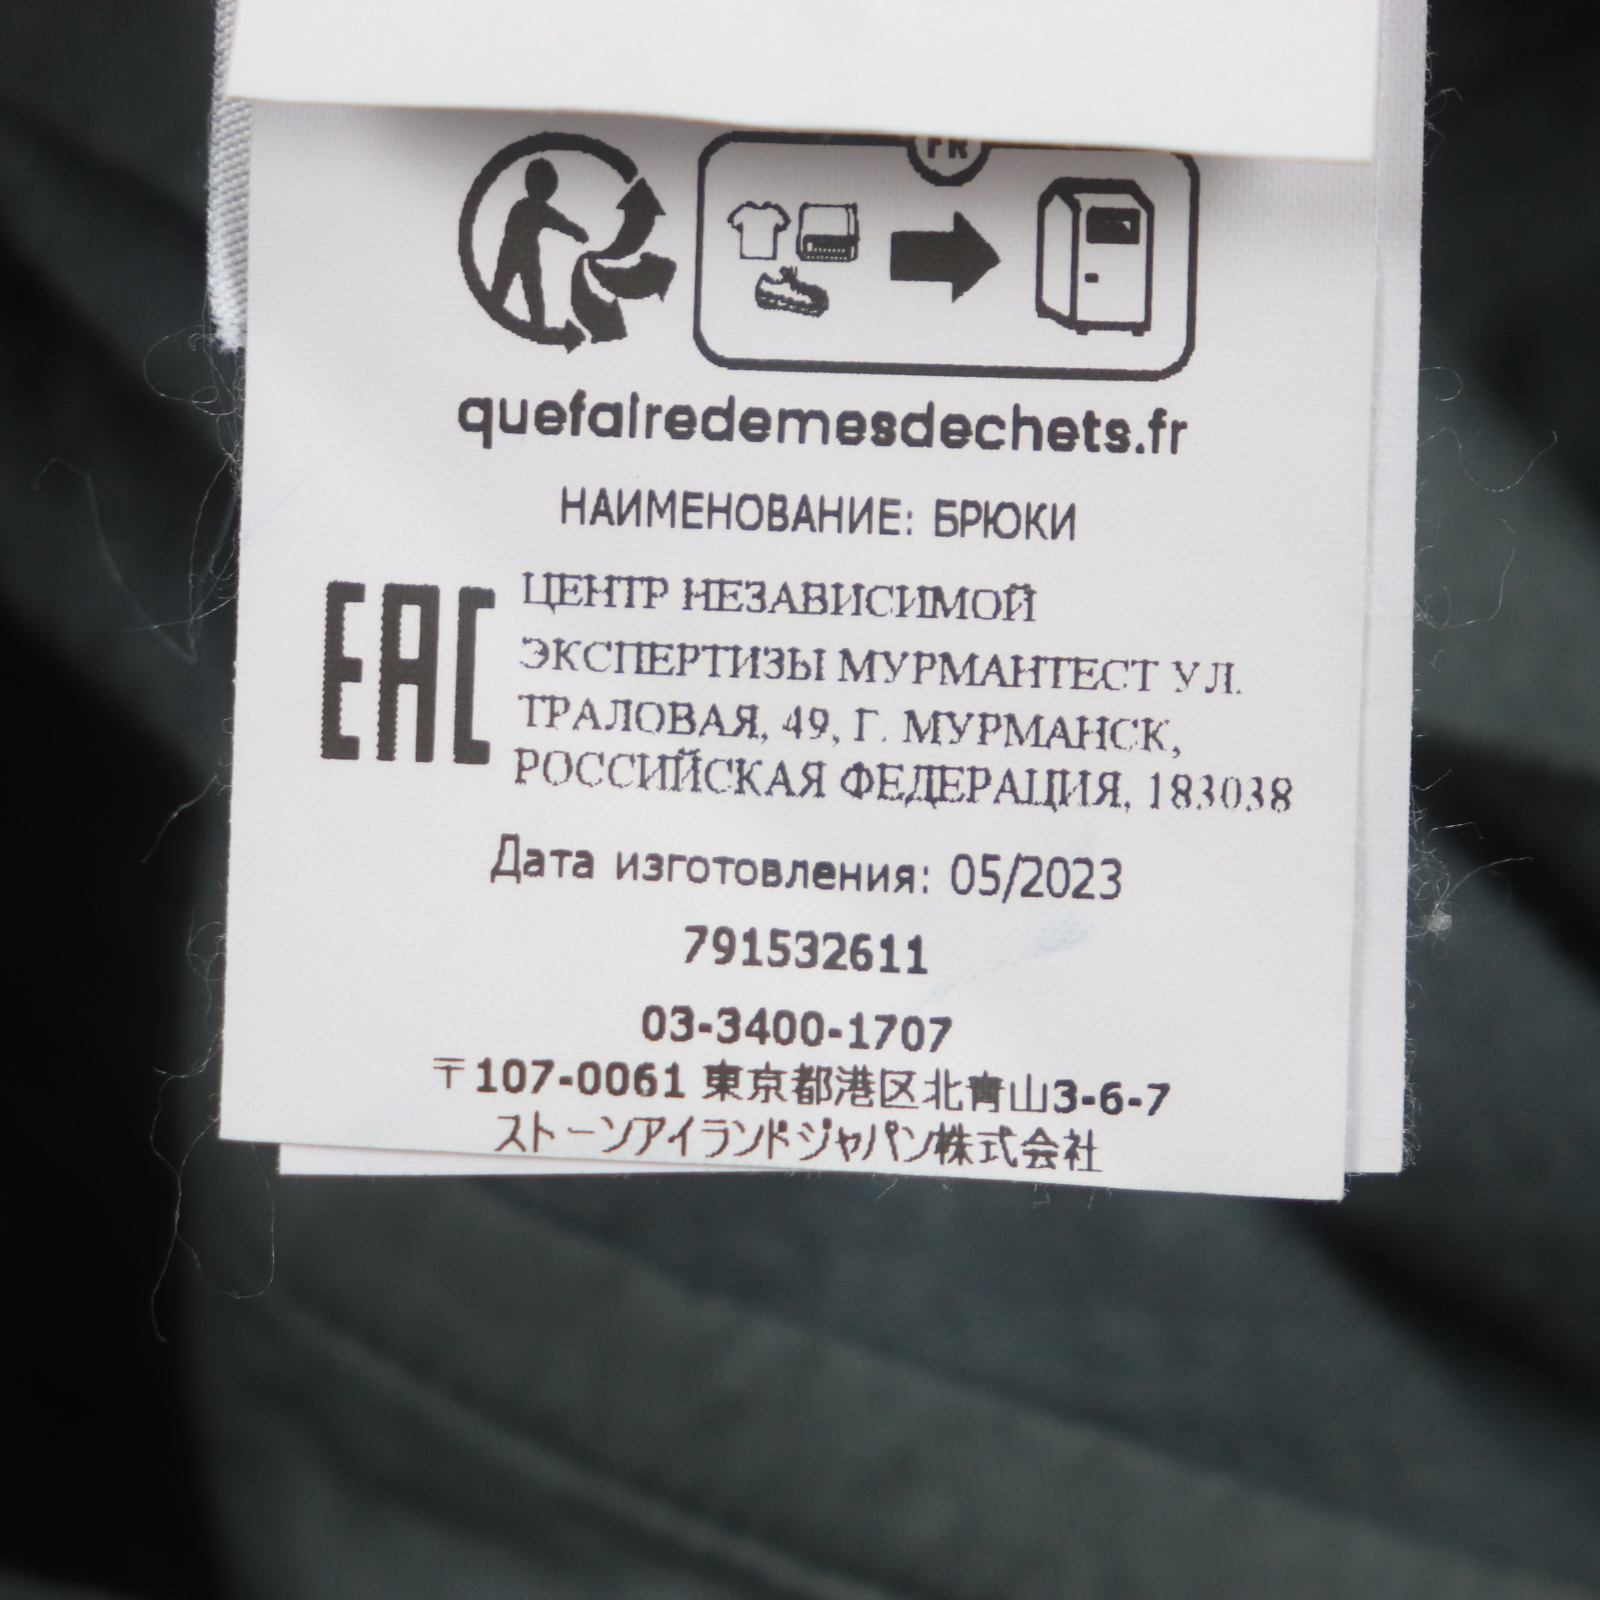 FR
quefairedemesdechets.fr
НАИМЕНОВАНИЕ: БРЮКИ
EAC
ЦЕНТР НЕЗАВИСИМОЙ
ЭКСПЕРТИЗЫ МУРМАНТЕСТ УЛ.
ТРАЛОВАЯ, 49, Г. МУРМАНСК,
РОССИЙСКАЯ ФЕДЕРАЦИЯ, 183038
Дата изготовления: 05/2023
791532611
03-3400-1707
〒107-0061 東京都港区北青山3-6-7
ストーンアイランドジャパン株式会社